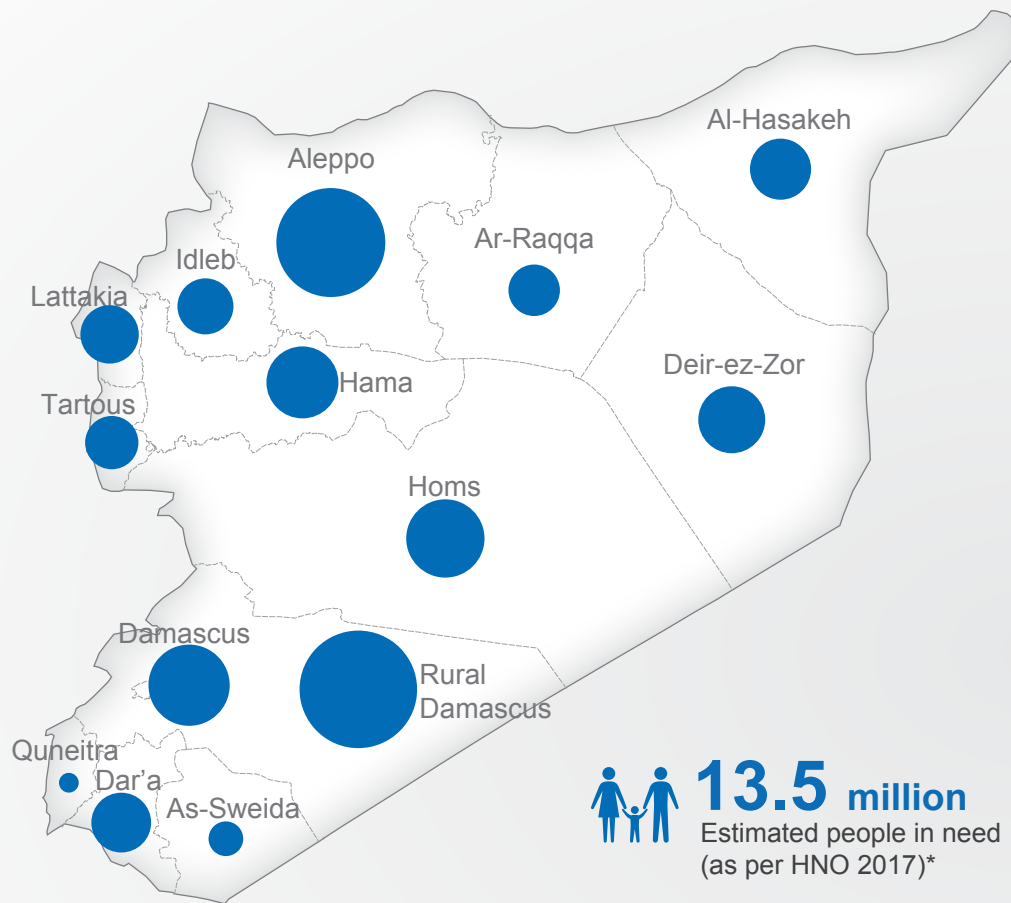 Al-Hasakeh
Aleppo
Ar-Raqqa
Idleb
Lattakia
Deir-ez-Zor
Hama
Tartous
Homs
Damascus
Rural
Damascus
Quneitra
Dar’a
As-Sweida
13.5 million
Estimated people in need
(as per HNO 2017)*